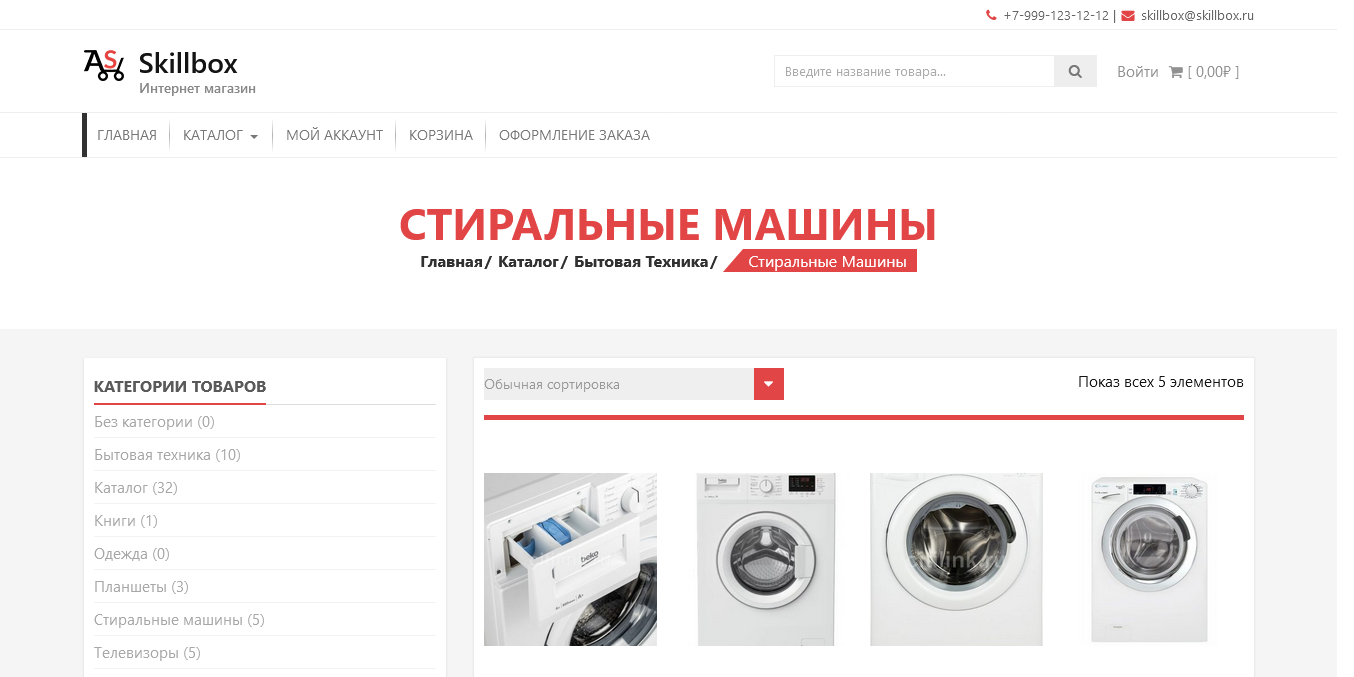 +7-999-123-12-12 | skillbox@skillbox.ru
AS Skillbox
Интернет магазин
Введите название товара...
Войти [ 0,00₽ ]
ГЛАВНАЯ КАТАЛОГ МОЙ АККАУНТ КОРЗИНА ОФОРМЛЕНИЕ ЗАКАЗА
СТИРАЛЬНЫЕ МАШИНЫ
Главная/ Каталог/ Бытовая Техника/ Стиральные Машины
КАТЕГОРИИ ТОВАРОВ
Без категории (0)
Бытовая техника (10)
Каталог (32)
Книги (1)
Одежда (0)
Планшеты (3)
Стиральные машины (5)
Телевизоры (5)
Обычная сортировка
Показ всех 5 элементов
beko
beko